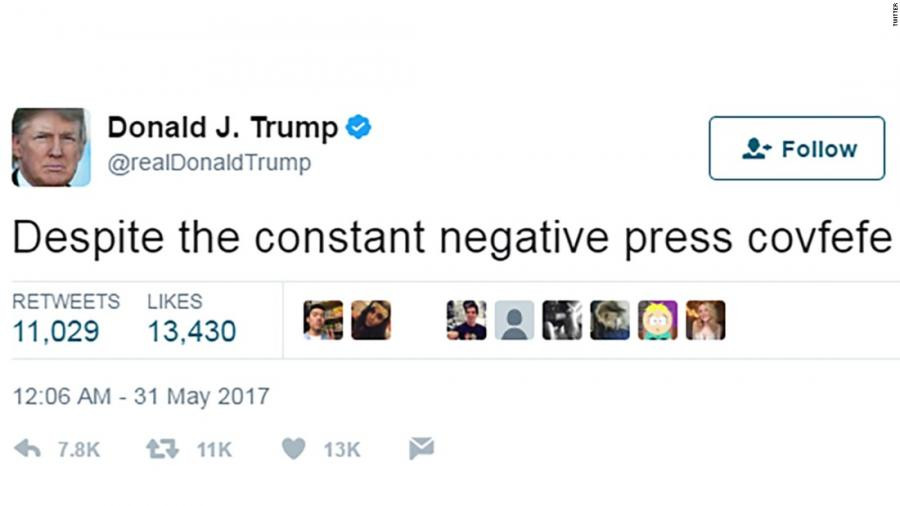 TWITTER
Donald J. Trump
@realDonaldTrump
Follow
Despite the constant negative press covfefe
RETWEETS LIKES
11,029 13,430
12:06 AM - 31 May 2017
7.8K 11K 13K